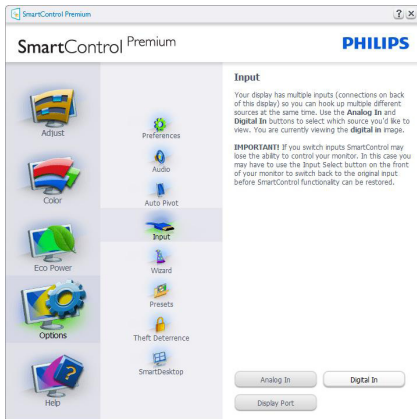 SmartControl Premium
SmartControl Premium
PHILIPS
Adjust
Color
Eco Power
Options
Help
Preferences
Audio
Auto Pivot
Input
Wizard
Presets
Theft Deterrence
SmartDesktop
Input
Your display has multiple inputs (connections on back
of this display) so you can hook up multiple different
sources at the same time. Use the Analog In and
Digital In buttons to select which source you'd like to
view. You are currently viewing the digital in image.
IMPORTANT! If you switch inputs SmartControl may
lose the ability to control your monitor. In this case you
may have to use the Input Select button on the front
of your monitor to switch back to the original input
before SmartControl functionality can be restored.
Analog In
Digital In
Display Port